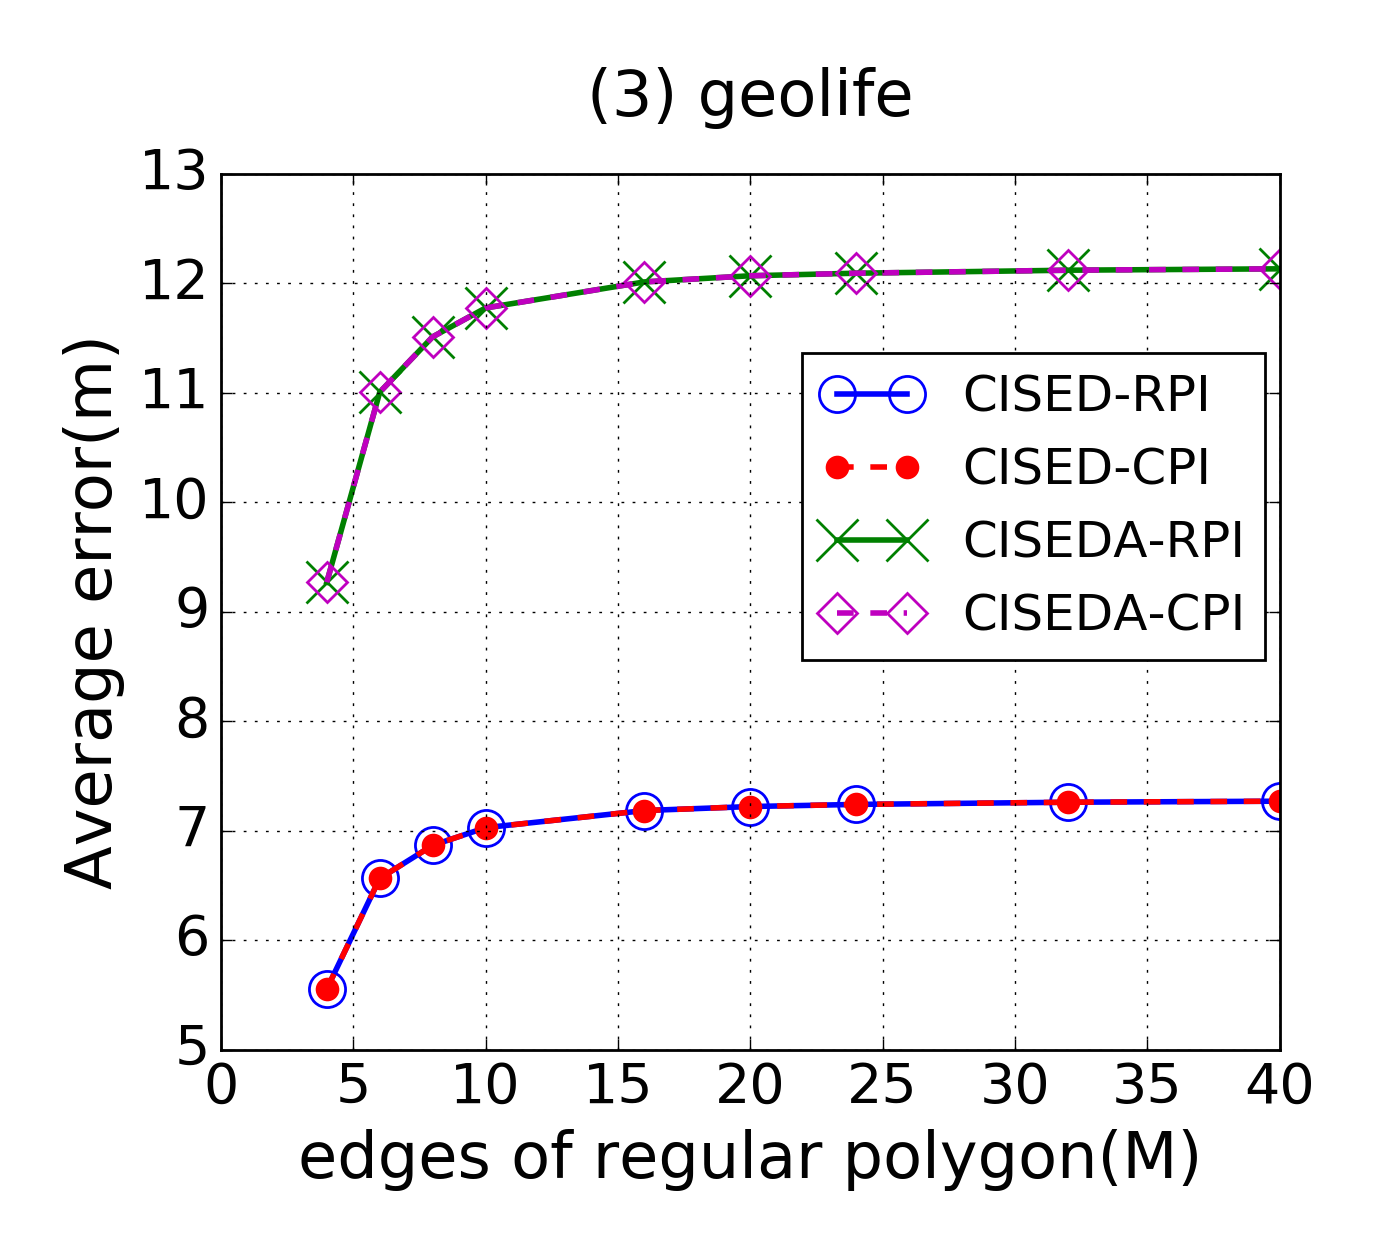 (3) geolife
13
12
11
10
9
8
7
6
5
Average error(m)
CISED-RPI
CISED-CPI
CISEDA-RPI
CISEDA-CPI
0 5 10 15 20 25 30 35 40
edges of regular polygon(M)